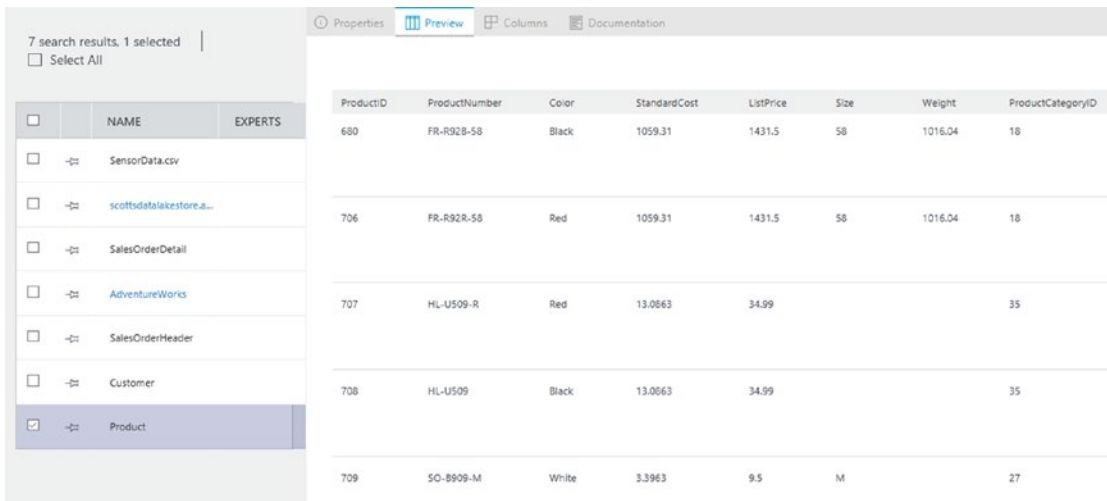 7 search results, 1 selected
Select All
NAME EXPERTS
SensorData.csv
scottsdatalakestore.a...
SalesOrderDetail
AdventureWorks
SalesOrderHeader
Customer
Product
Properties Preview Columns Documentation
ProductID ProductNumber Color StandardCost ListPrice Size Weight ProductCategoryID
680 FR-R92B-58 Black 1059.31 1431.5 58 1016.04 18
706 FR-R92R-58 Red 1059.31 1431.5 58 1016.04 18
707 HL-U509-R Red 13.0863 34.99 35
708 HL-U509 Black 13.0863 34.99 35
709 SO-B909-M White 3.3963 9.5 M 27